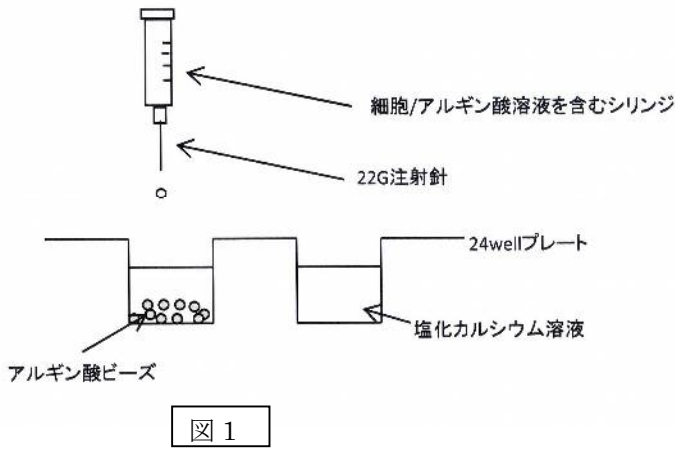 細胞/アルギン酸溶液を含むシリンジ
22G注射針
24wellプレート
塩化カルシウム溶液
アルギン酸ビーズ
図1